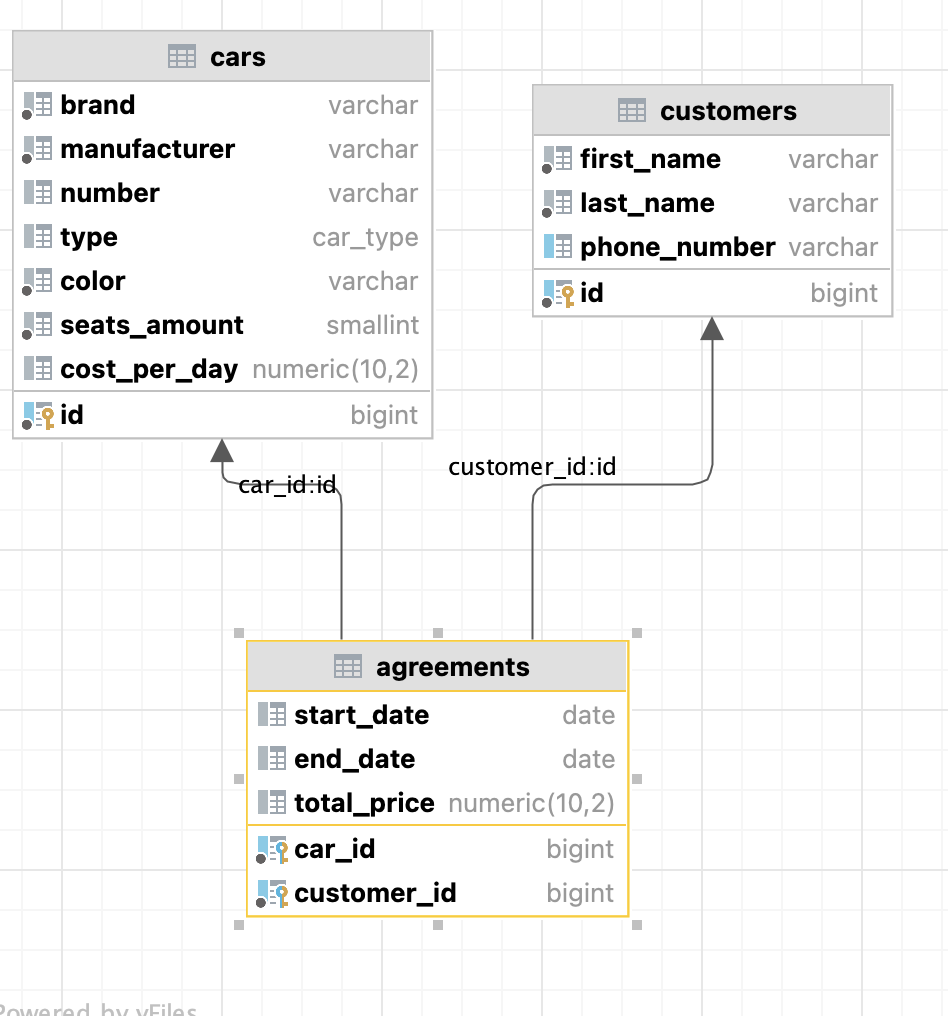 cars
brand varchar
manufacturer varchar
number varchar
type car_type
color varchar
seats_amount smallint
cost_per_day numeric(10,2)
id bigint
customers
first_name varchar
last_name varchar
phone_number varchar
id bigint
car_id:id
customer_id:id
agreements
start_date date
end_date date
total_price numeric(10,2)
car_id bigint
customer_id bigint
Powered by yFiles